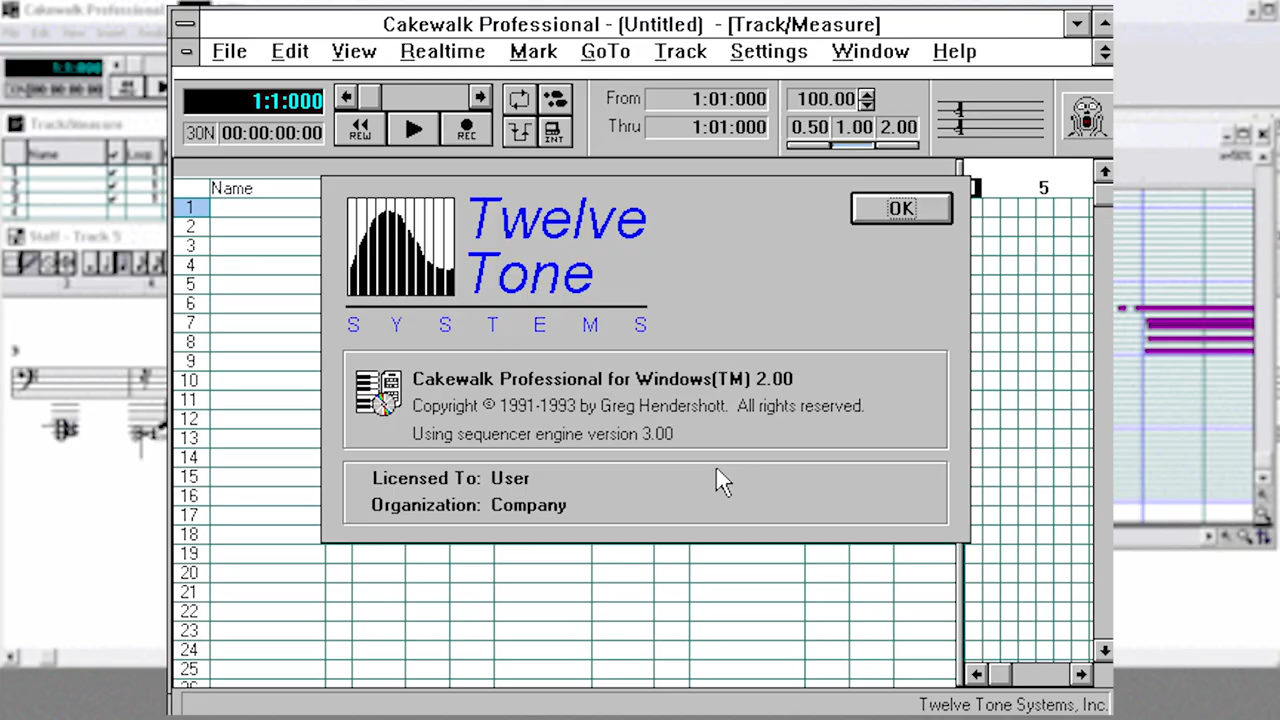 Cakewalk Professional - (Untitled) - [Track/Measure]
File Edit View Realtime Mark GoTo Track Settings Window Help
1:1:000
From 1:01:000
100.00
REW
REC
INT
30N 00:00:00:00
Thru 1:01:000
0.50 1.00 2.00
Name
5
OK
Twelve
Tone
SYSTEMS
Cakewalk Professional for Windows(TM) 2.00
Copyright © 1991-1993 by Greg Hendershott. All rights reserved.
Using sequencer engine version 3.00
Licensed To: User
Organization: Company
1
2
3
4
5
6
7
8
9
10
11
12
13
14
15
16
17
18
19
20
21
22
23
24
25
Twelve Tone Systems, Inc.
Cakewalk Professional
Track/Measure
Name
Loop
Staff - Track 5